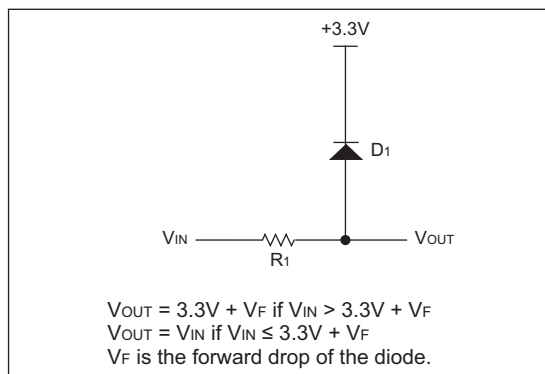 +3.3V
D1
VIN
VOUT
R1
VOUT = 3.3V + VF if VIN > 3.3V + VF
VOUT = VIN if VIN ≤ 3.3V + VF
VF is the forward drop of the diode.